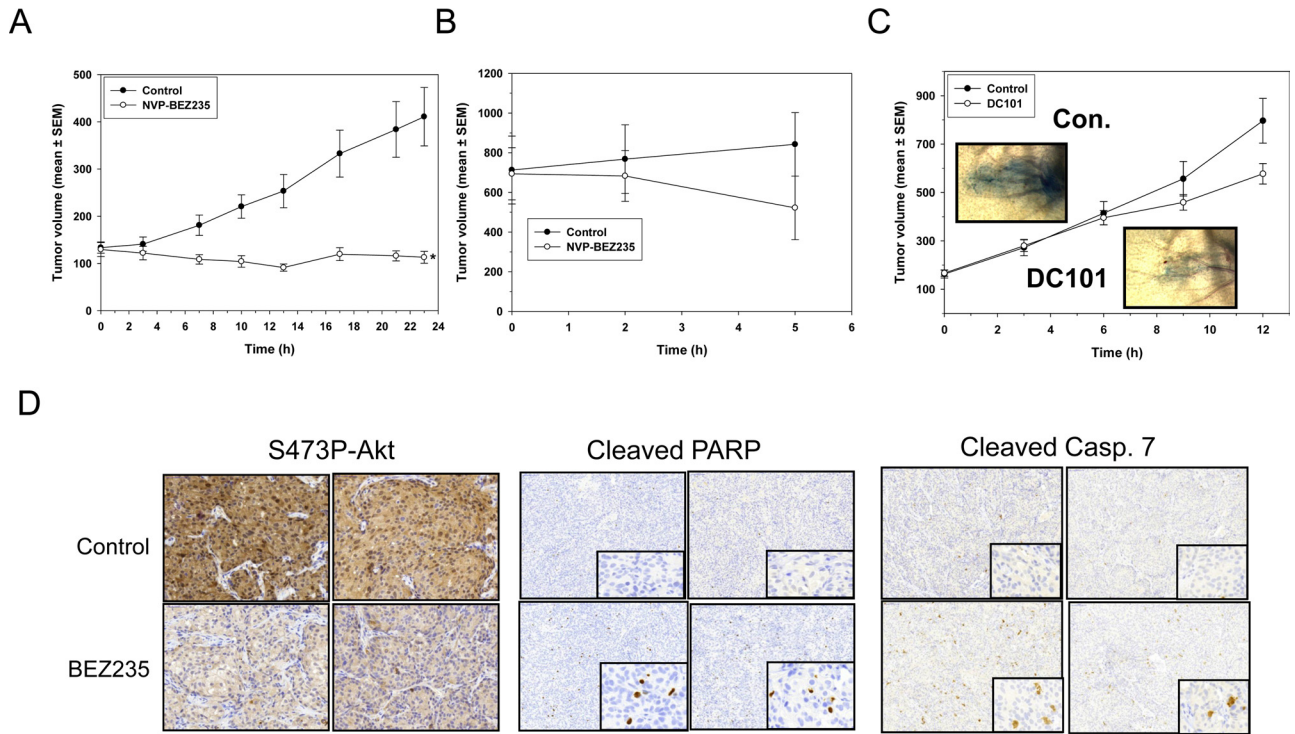 A
B
C
Tumor volume (mean ± SEM)
500
400
300
200
100
0
Control
NVP-BEZ235
*
0 2 4 6 8 10 12 14 16 18 20 22 24
Time (h)
Tumor volume (mean ± SEM)
1200
1000
800
600
400
200
0
Control
NVP-BEZ235
0 1 2 3 4 5 6
Time (h)
Tumor volume (mean ± SEM)
900
700
500
300
100
Control
DC101
Con.
DC101
0 2 4 6 8 10 12
Time (h)
D
S473P-Akt
Cleaved PARP
Cleaved Casp. 7
Control
BEZ235